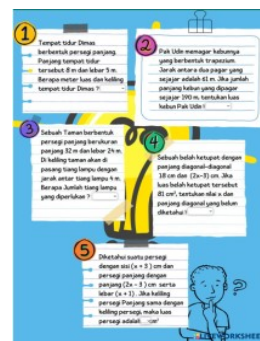 1
Tempat tidur Dimas
berbentuk persegi panjang.
Panjang tempat tidur
tersebut 8 m dan lebar 5 m.
Berapa meter luas dan keliling
tempat tidur Dimas ?
2
Pak Udin memagar kebunnya
yang berbentuk trapesium.
Jarak antara dua pagar yang
sejajar adalah 61 m. Jika jumlah
panjang kebun yang dipagar
sejajar 190 m, tentukan luas
kebun Pak Udin !
3
Sebuah Taman berbentuk
persegi panjang berukuran
panjang 32 m dan lebar 24 m.
Di keliling taman akan di
pasang tiang lampu dengan
jarak antar tiang lampu 4 m.
Berapa Jumlah tiang lampu
yang diperlukan ?
4
Sebuah belah ketupat dengan
panjang diagonal-diagonal
18 cm dan (2x-3) cm. Jika
luas belah ketupat tersebut
81 cm², tentukan nilai x dan
panjang diagonal yang belum
diketahui
5
Diketahui suatu persegi
dengan sisi (x + 3 ) cm dan
persegi panjang dengan
panjang (2x - 3 ) cm serta
lebar (x + 1) . Jika keliling
persegi Panjang sama dengan
keliling persegi, maka luas
persegi adalah cm²
LIVEWORKSHEETS